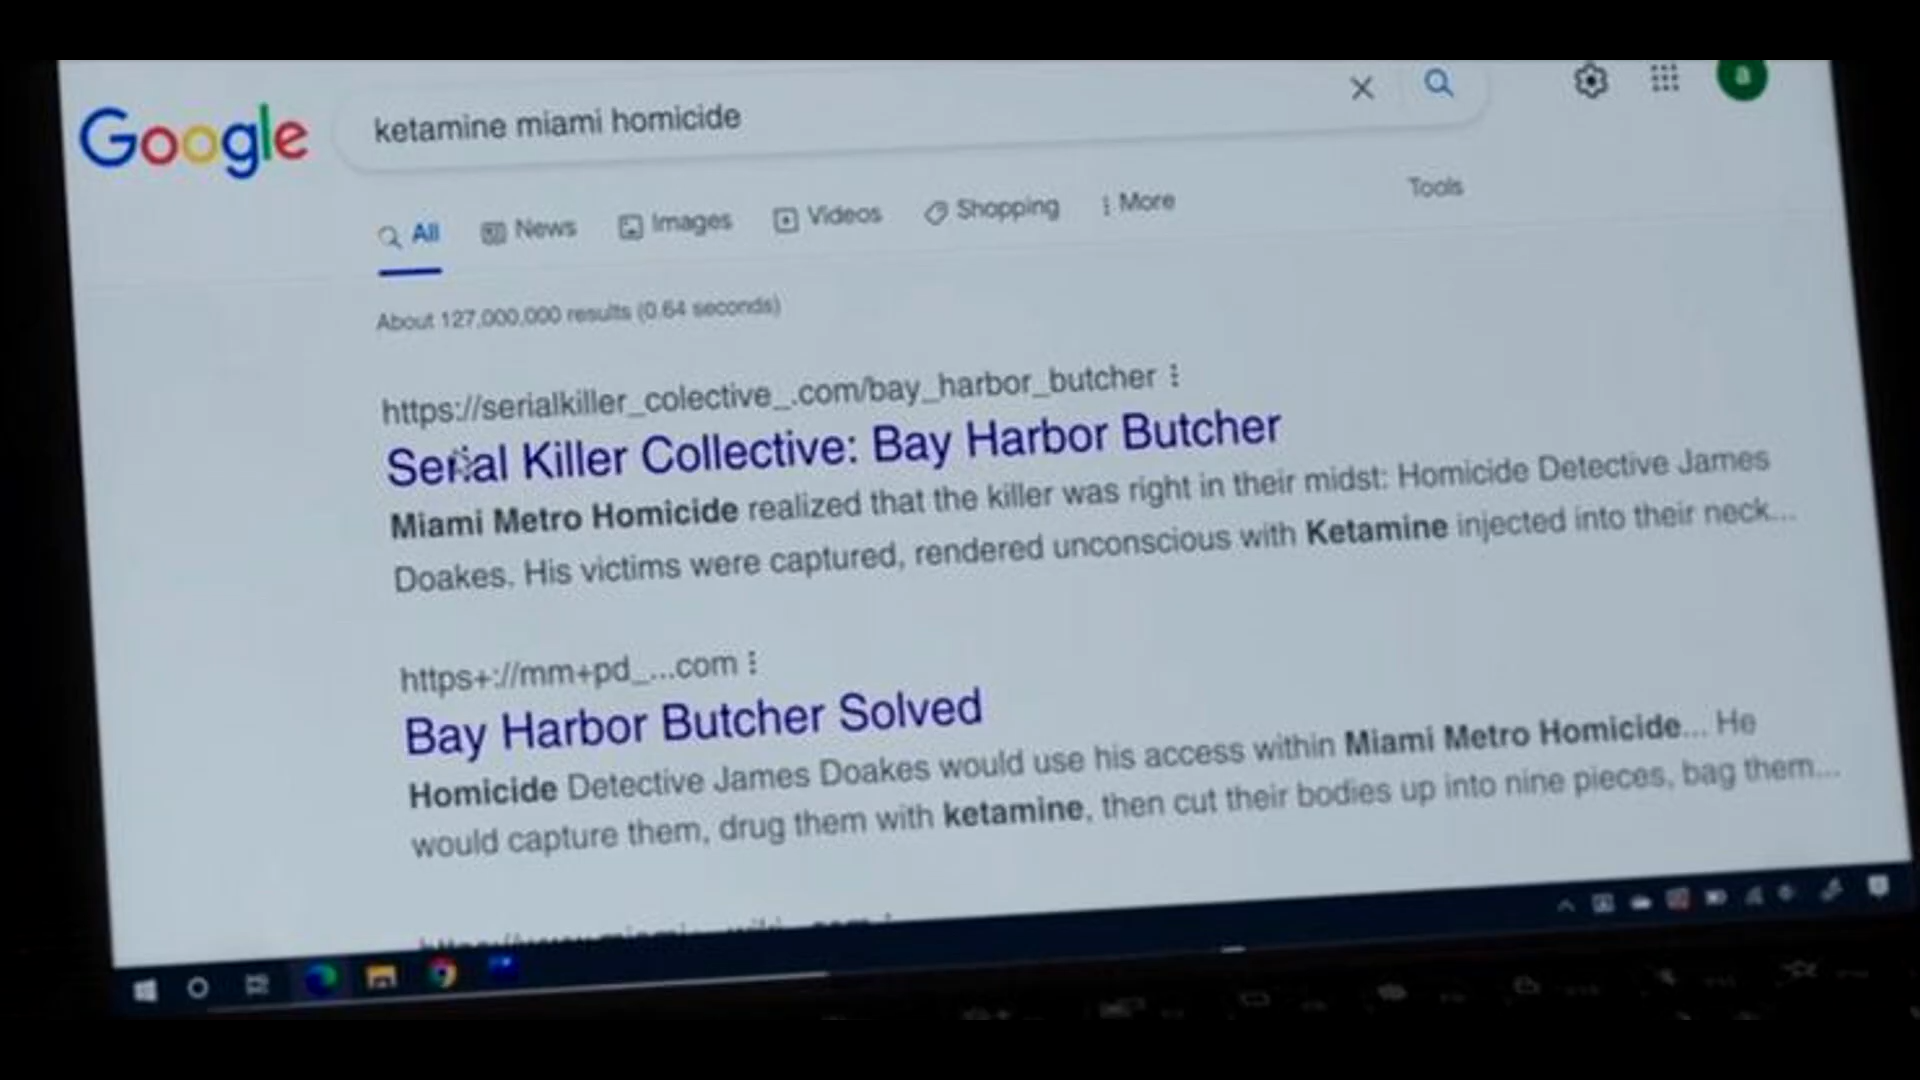 Google
ketamine miami homicide
a
All News Images Videos Shopping More Tools
About 127,000,000 results (0.64 seconds)
https://serialkiller_colective_.com/bay_harbor_butcher
Serial Killer Collective: Bay Harbor Butcher
Miami Metro Homicide realized that the killer was right in their midst: Homicide Detective James
Doakes. His victims were captured, rendered unconscious with Ketamine injected into their neck...
https+://mm+pd_...com
Bay Harbor Butcher Solved
Homicide Detective James Doakes would use his access within Miami Metro Homicide... He
would capture them, drug them with ketamine, then cut their bodies up into nine pieces, bag them...